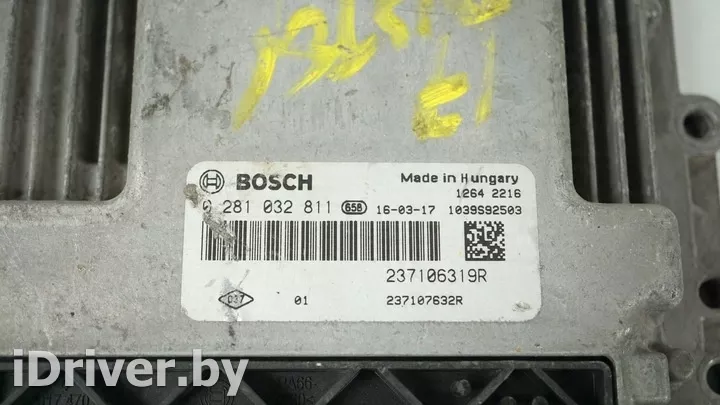 BOSCH
Made in Hungary
1264 2216
0 281 032 811 658 16-03-17 1039S92503
237106319R
01 237107632R
iDriver.by